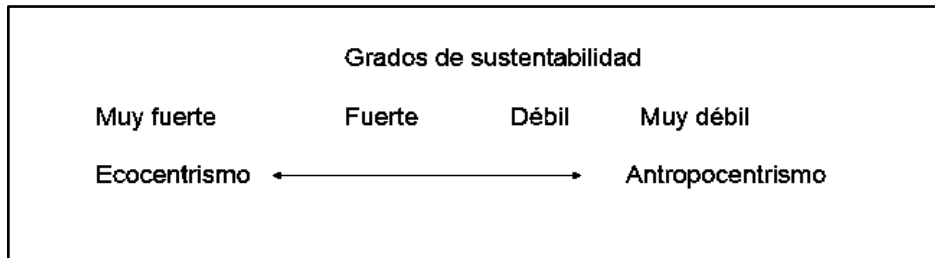 Grados de sustentabilidad
Muy fuerte Fuerte Débil Muy débil
Ecocentrismo Antropocentrismo